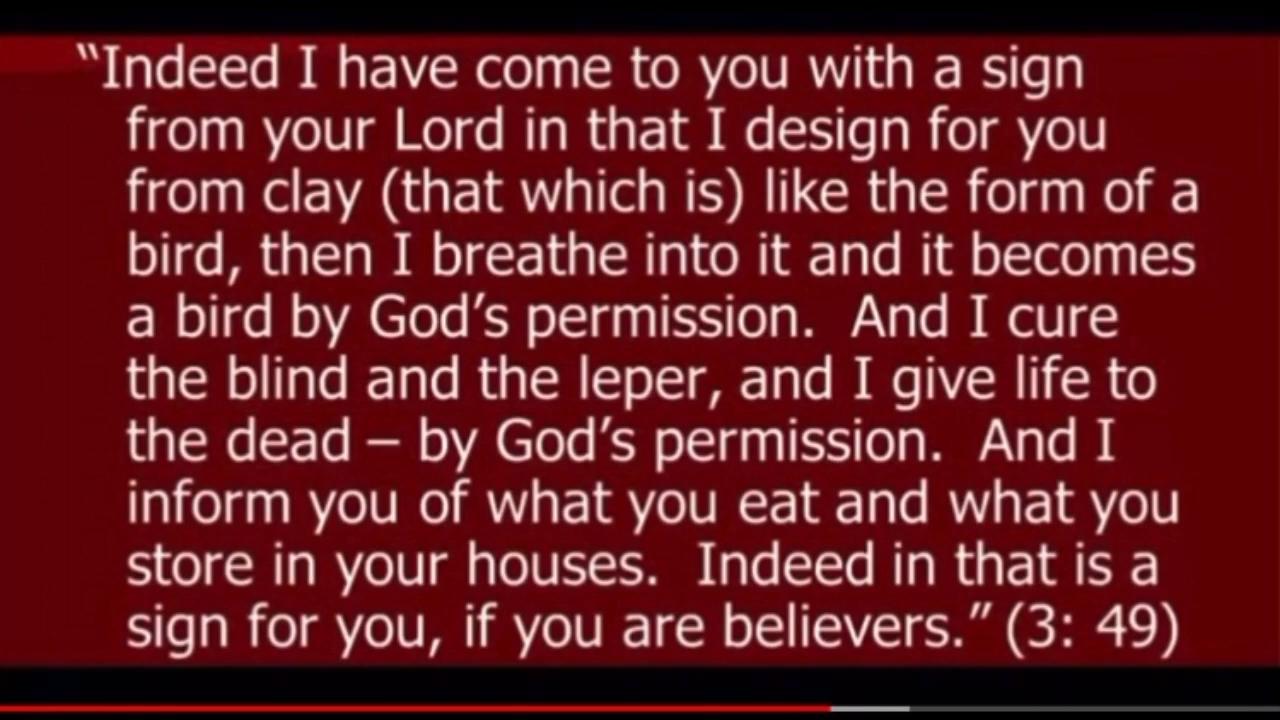 “Indeed I have come to you with a sign
from your Lord in that I design for you
from clay (that which is) like the form of a
bird, then I breathe into it and it becomes
a bird by God’s permission.  And I cure
the blind and the leper, and I give life to
the dead – by God’s permission.  And I
inform you of what you eat and what you
store in your houses.  Indeed in that is a
sign for you, if you are believers.” (3: 49)